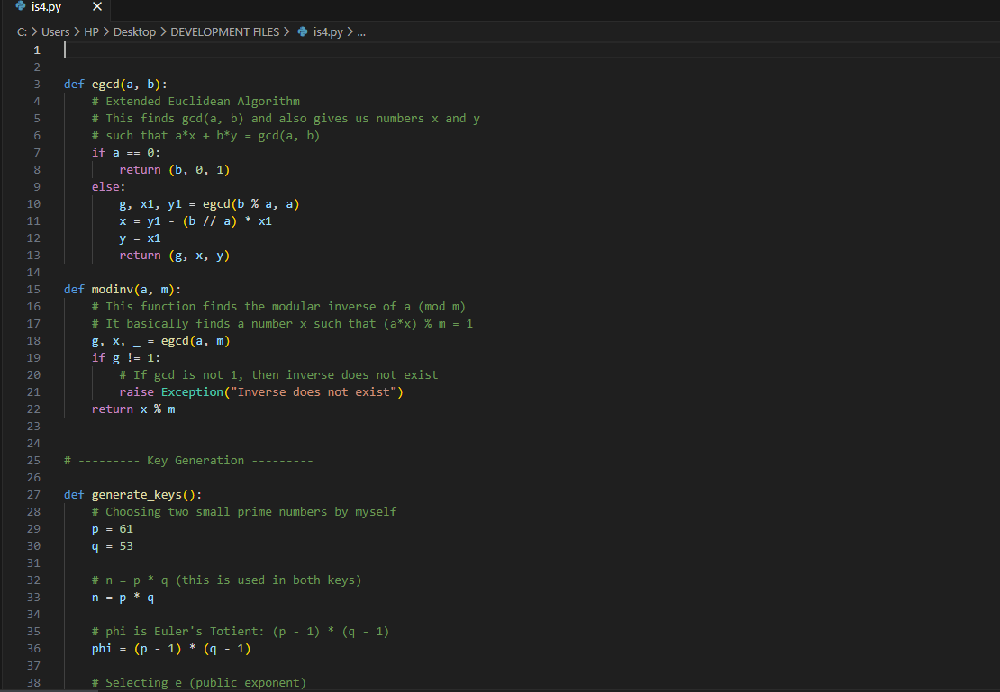 is4.py ×
C: > Users > HP > Desktop > DEVELOPMENT FILES > is4.py > ...
1
2
3 def egcd(a, b):
4     # Extended Euclidean Algorithm
5     # This finds gcd(a, b) and also gives us numbers x and y
6     # such that a*x + b*y = gcd(a, b)
7     if a == 0:
8         return (b, 0, 1)
9     else:
10         g, x1, y1 = egcd(b % a, a)
11         x = y1 - (b // a) * x1
12         y = x1
13         return (g, x, y)
14
15 def modinv(a, m):
16     # This function finds the modular inverse of a (mod m)
17     # It basically finds a number x such that (a*x) % m = 1
18     g, x, _ = egcd(a, m)
19     if g != 1:
20         # If gcd is not 1, then inverse does not exist
21         raise Exception("Inverse does not exist")
22     return x % m
23
24
25 # --------- Key Generation ---------
26
27 def generate_keys():
28     # Choosing two small prime numbers by myself
29     p = 61
30     q = 53
31
32     # n = p * q (this is used in both keys)
33     n = p * q
34
35     # phi is Euler's Totient: (p - 1) * (q - 1)
36     phi = (p - 1) * (q - 1)
37
38     # Selecting e (public exponent)